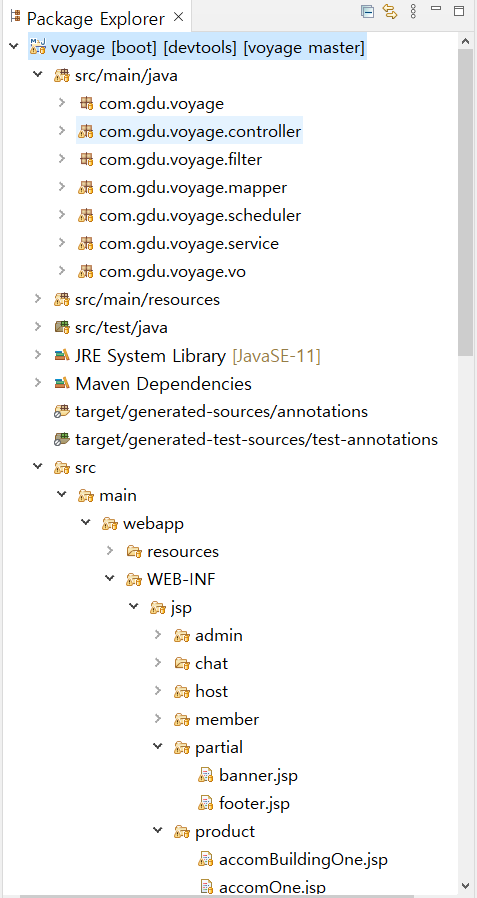 Package Explorer
voyage [boot] [devtools] [voyage master]
src/main/java
com.gdu.voyage
com.gdu.voyage.controller
com.gdu.voyage.filter
com.gdu.voyage.mapper
com.gdu.voyage.scheduler
com.gdu.voyage.service
com.gdu.voyage.vo
src/main/resources
src/test/java
JRE System Library [JavaSE-11]
Maven Dependencies
target/generated-sources/annotations
target/generated-test-sources/test-annotations
src
main
webapp
resources
WEB-INF
jsp
admin
chat
host
member
partial
banner.jsp
footer.jsp
product
accomBuildingOne.jsp
accomOne.jsp